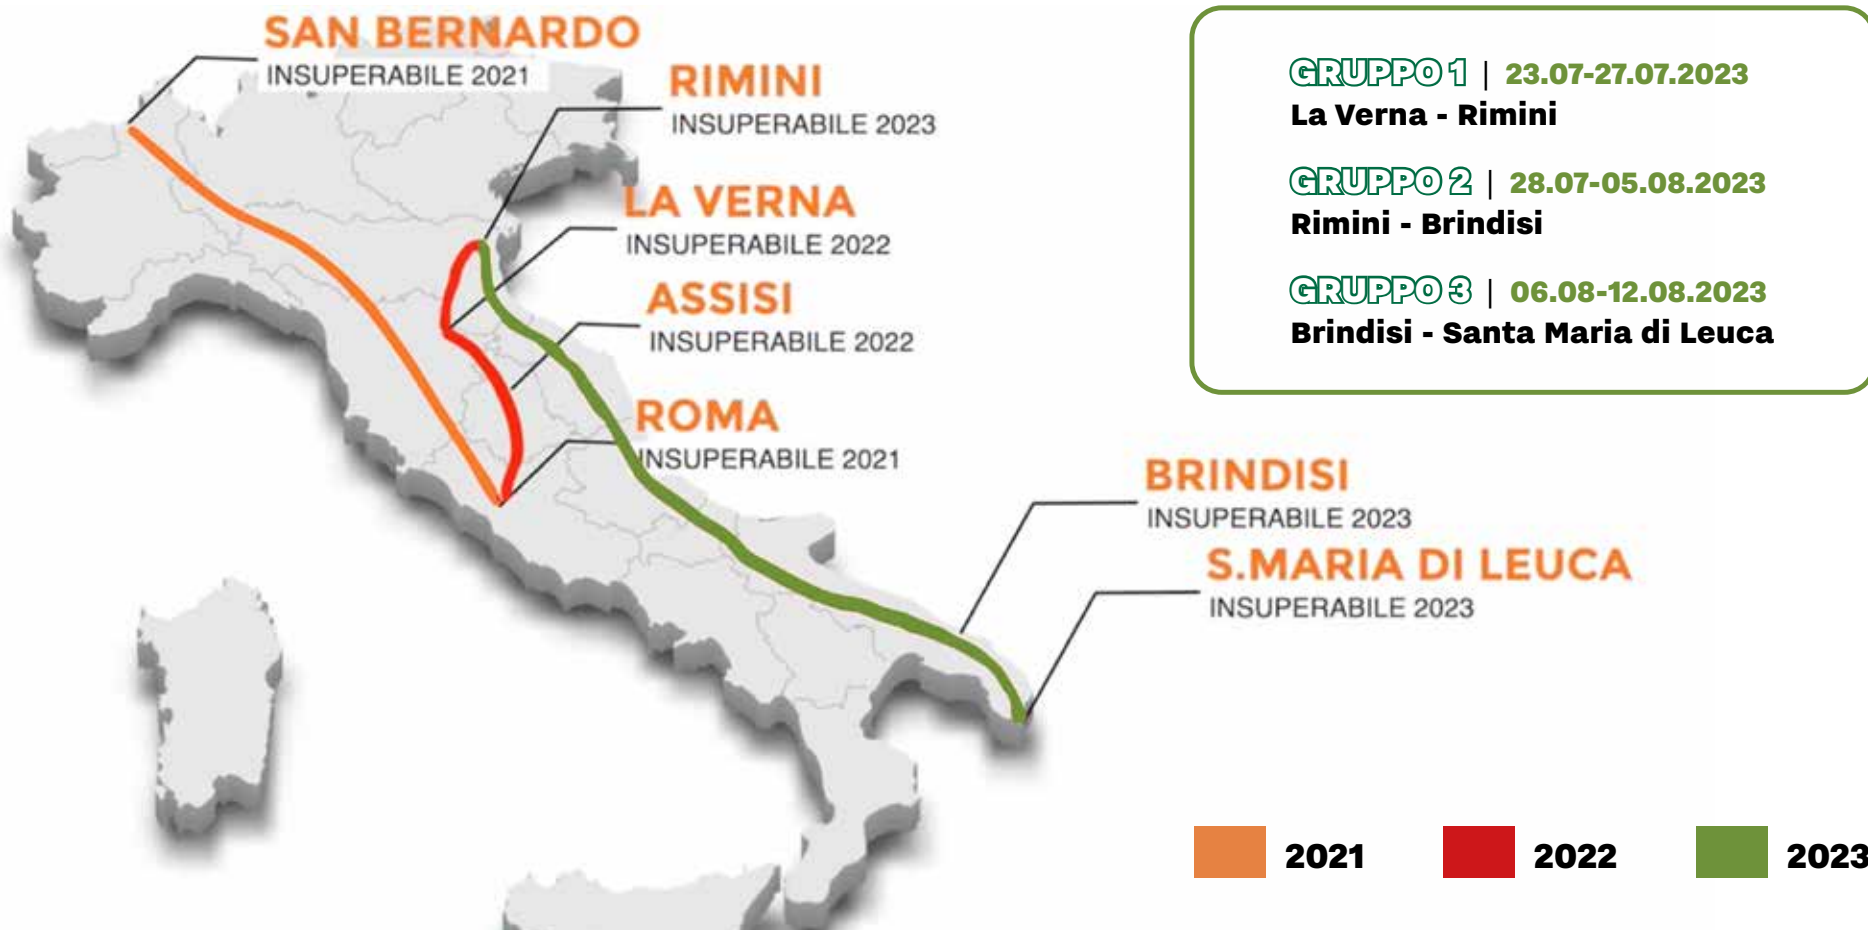 SAN BERNARDO
INSUPERABILE 2021
RIMINI
INSUPERABILE 2023
LA VERNA
INSUPERABILE 2022
ASSISI
INSUPERABILE 2022
ROMA
INSUPERABILE 2021
BRINDISI
INSUPERABILE 2023
S.MARIA DI LEUCA
INSUPERABILE 2023
GRUPPO 1 | 23.07-27.07.2023
La Verna - Rimini
GRUPPO 2 | 28.07-05.08.2023
Rimini - Brindisi
GRUPPO 3 | 06.08-12.08.2023
Brindisi - Santa Maria di Leuca
2021
2022
2023